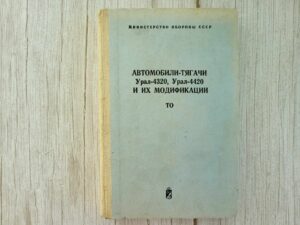 МИНИСТЕРСТВО ОБОРОНЫ СССР
АВТОМОБИЛИ-ТЯГАЧИ
Урал-4320, Урал-4420
И ИХ МОДИФИКАЦИИ
ТО